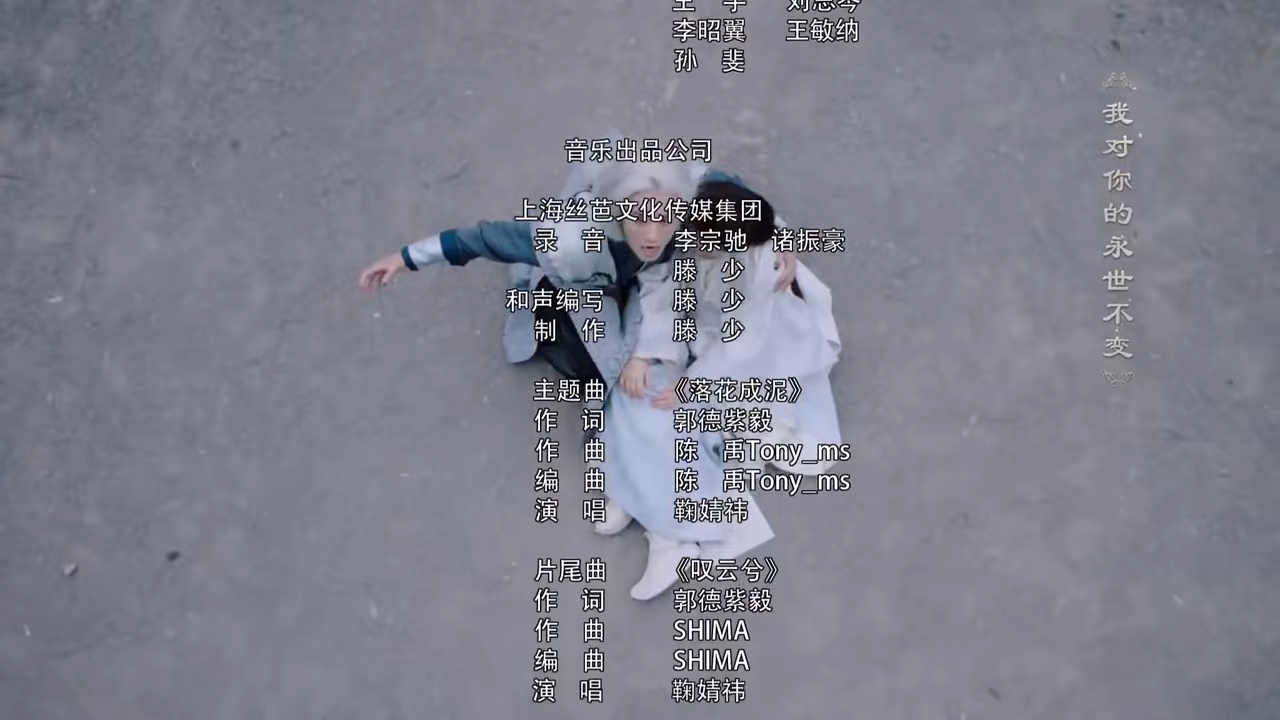 李昭翼 王敏纳
孙 斐
音乐出品公司
上海丝芭文化传媒集团
录 音 李宗驰 诸振豪
滕 少
和声编写 滕 少
制 作 滕 少
主题曲 《落花成泥》
作 词 郭德紫毅
作 曲 陈 禹Tony_ms
编 曲 陈 禹Tony_ms
演 唱 鞠婧祎
片尾曲 《叹云兮》
作 词 郭德紫毅
作 曲 SHIMA
编 曲 SHIMA
演 唱 鞠婧祎
我对你的永世不变